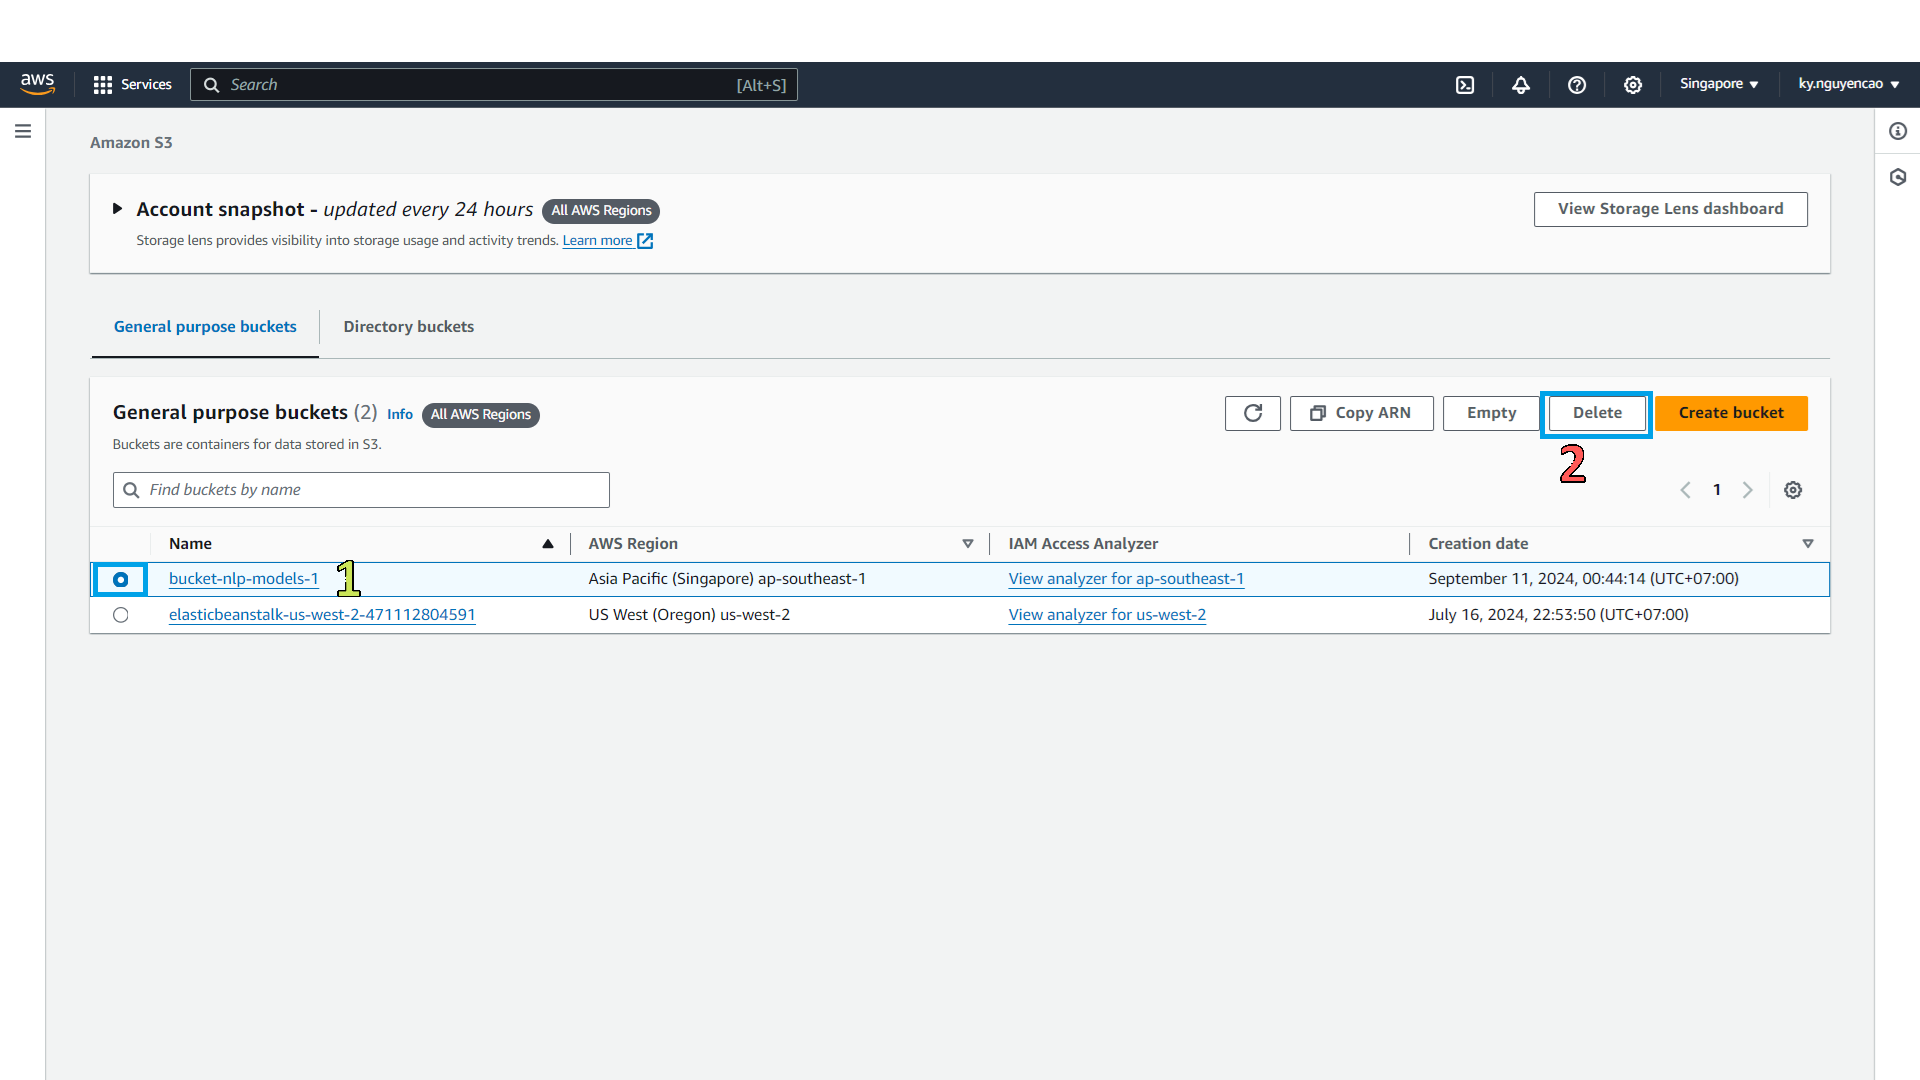 aws Services Search [Alt+S] Singapore ky.nguyencao
Amazon S3
Account snapshot - updated every 24 hours All AWS Regions View Storage Lens dashboard
Storage lens provides visibility into storage usage and activity trends. Learn more
General purpose buckets Directory buckets
General purpose buckets (2) Info All AWS Regions Copy ARN Empty Delete Create bucket
Buckets are containers for data stored in S3.
2
Find buckets by name 1
Name AWS Region IAM Access Analyzer Creation date
bucket-nlp-models-1 1 Asia Pacific (Singapore) ap-southeast-1 View analyzer for ap-southeast-1 September 11, 2024, 00:44:14 (UTC+07:00)
elasticbeanstalk-us-west-2-471112804591 US West (Oregon) us-west-2 View analyzer for us-west-2 July 16, 2024, 22:53:50 (UTC+07:00)